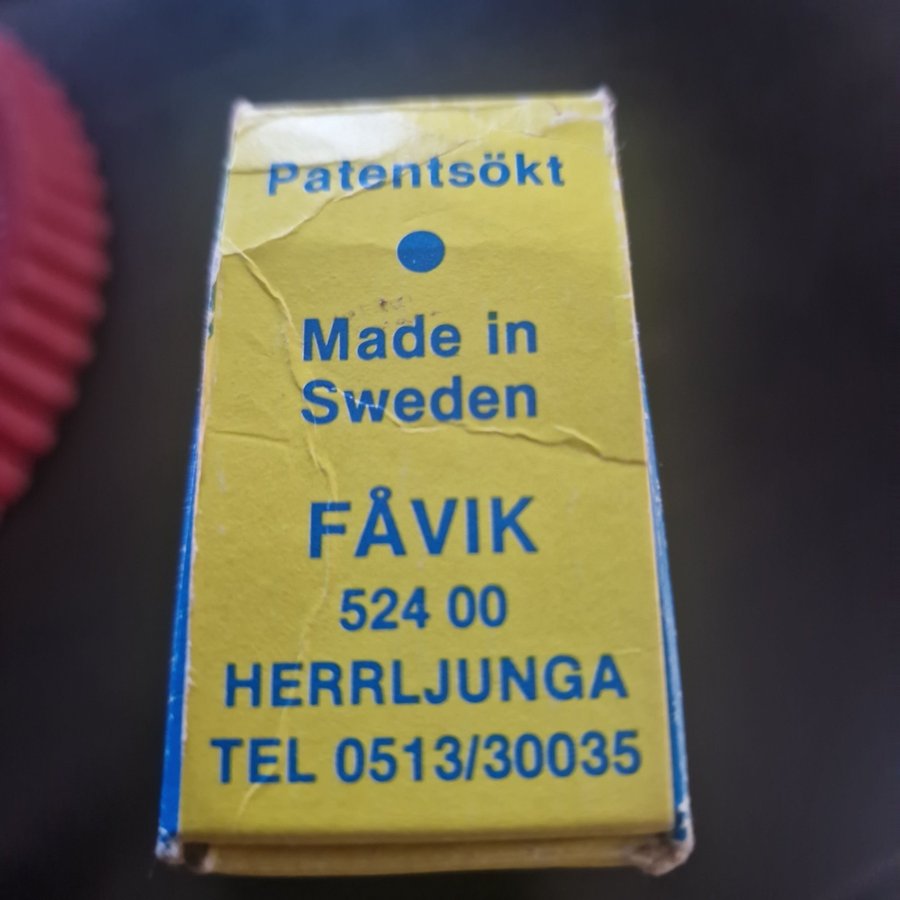 Patentsökt
Made in
Sweden
FÅVIK
524 00
HERRLJUNGA
TEL 0513/30035